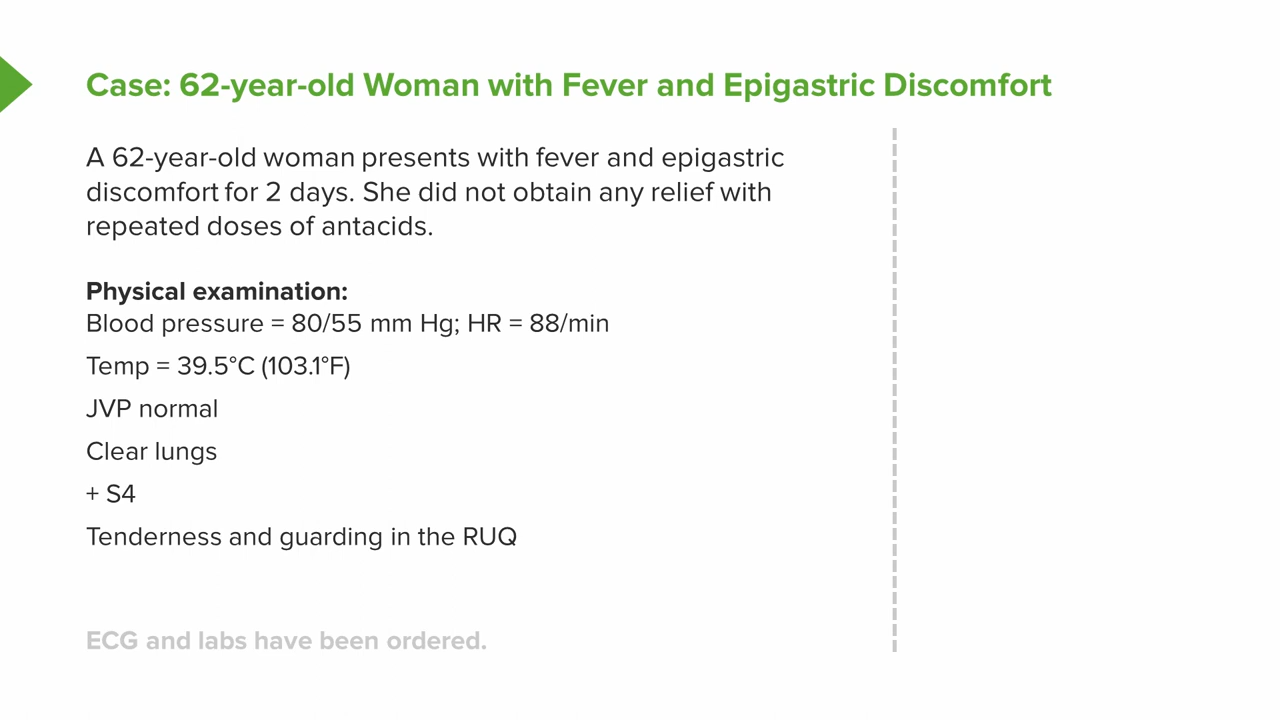 Case: 62-year-old Woman with Fever and Epigastric Discomfort
A 62-year-old woman presents with fever and epigastric
discomfort for 2 days. She did not obtain any relief with
repeated doses of antacids.
Physical examination:
Blood pressure = 80/55 mm Hg; HR = 88/min
Temp = 39.5°C (103.1°F)
JVP normal
Clear lungs
+ S4
Tenderness and guarding in the RUQ
ECG and labs have been ordered.